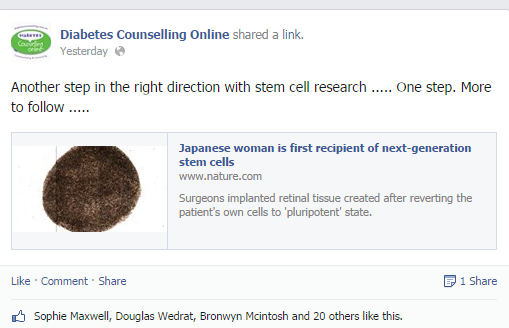 DIABETES
Counselling
online
Diabetes Counselling Online shared a link.
Yesterday
Another step in the right direction with stem cell research ..... One step. More
to follow .....
Japanese woman is first recipient of next-generation
stem cells
www.nature.com
Surgeons implanted retinal tissue created after reverting the
patient's own cells to 'pluripotent' state.
Like · Comment · Share
1 Share
Sophie Maxwell, Douglas Wedrat, Bronwyn Mcintosh and 20 others like this.